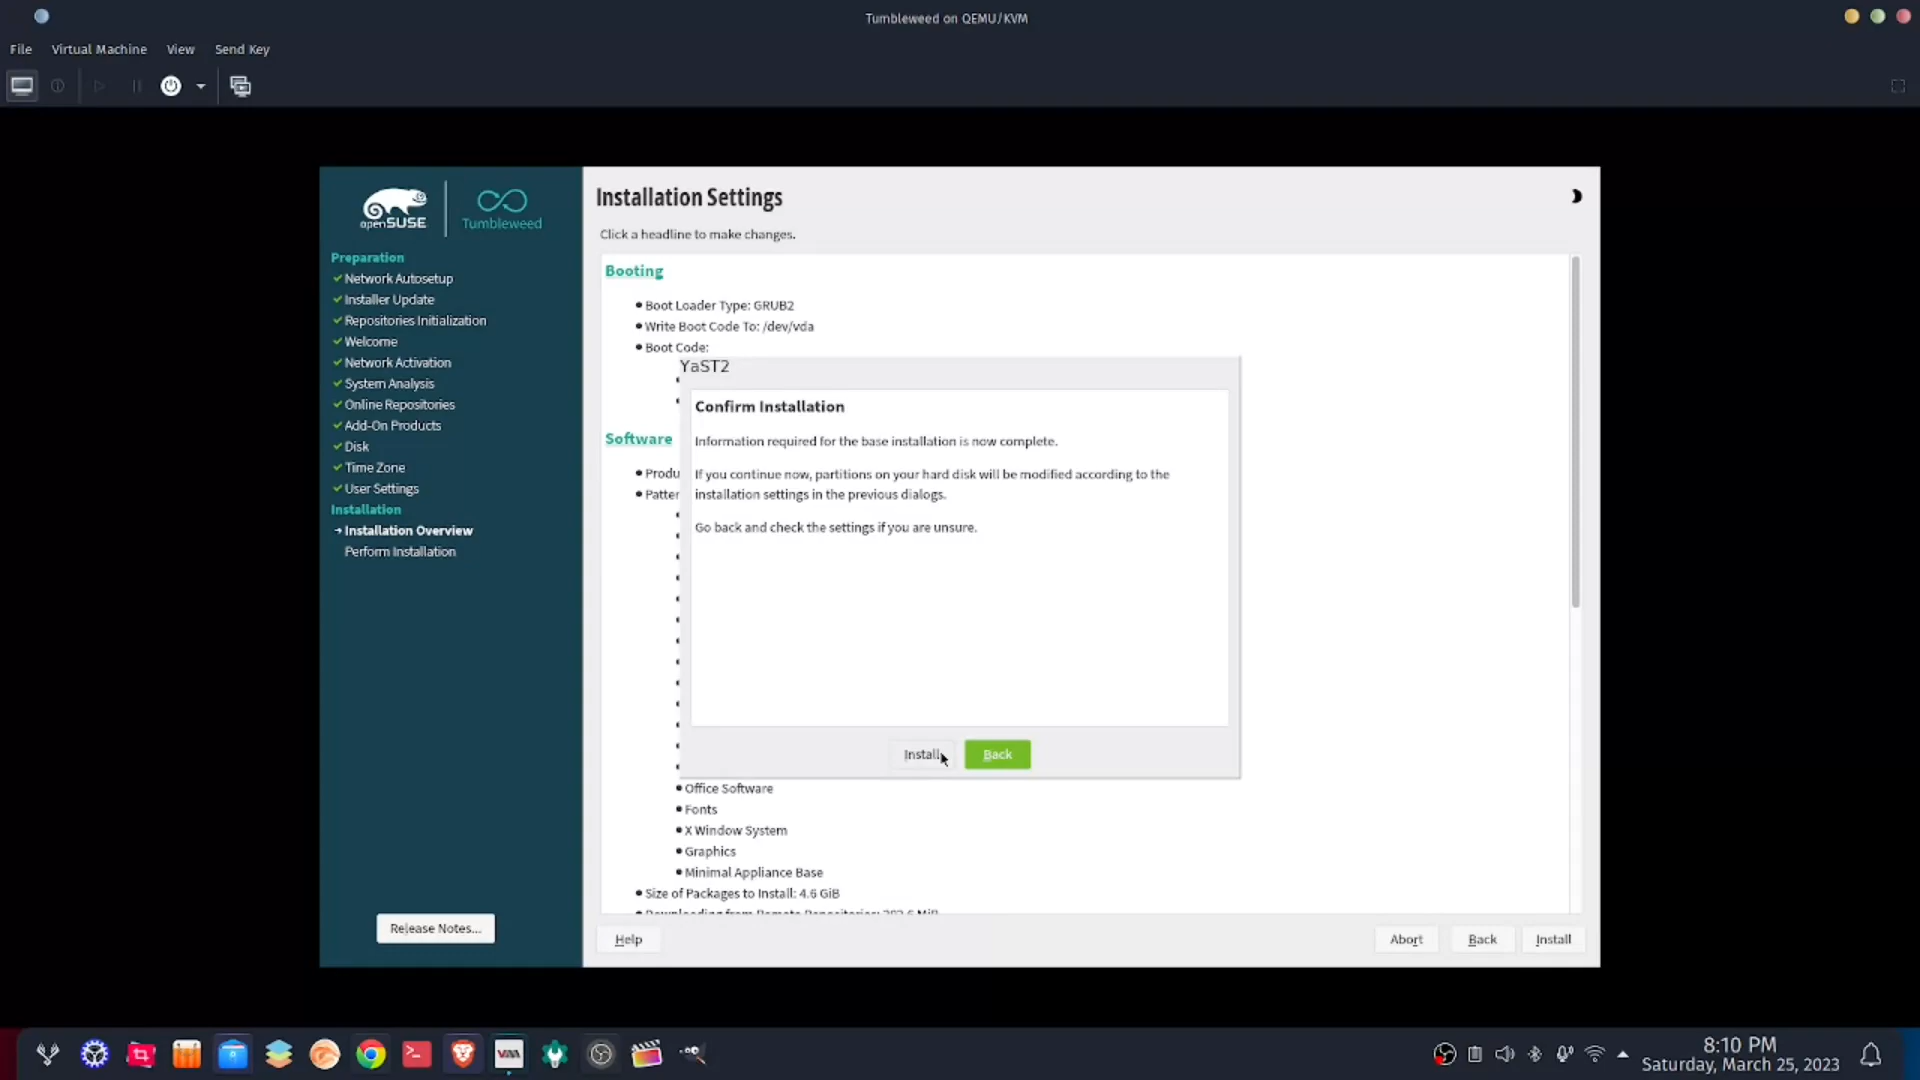 Tumbleweed on QEMU/KVM
File Virtual Machine View Send Key
openSUSE Tumbleweed
Preparation
Network Autosetup
Installer Update
Repositories Initialization
Welcome
Network Activation
System Analysis
Online Repositories
Add-On Products
Disk
Time Zone
User Settings
Installation
Installation Overview
Perform Installation
Release Notes...
Installation Settings
Click a headline to make changes.
Booting
Boot Loader Type: GRUB2
Write Boot Code To: /dev/vda
Boot Code:
Software
Produ
Patter
YaST2
Confirm Installation
Information required for the base installation is now complete.
If you continue now, partitions on your hard disk will be modified according to the
installation settings in the previous dialogs.
Go back and check the settings if you are unsure.
Install Back
Office Software
Fonts
X Window System
Graphics
Minimal Appliance Base
Size of Packages to Install: 4.6 GiB
Downloading from Remote Repositories:
Help Abort Back Install
8:10 PM
Saturday, March 25, 2023